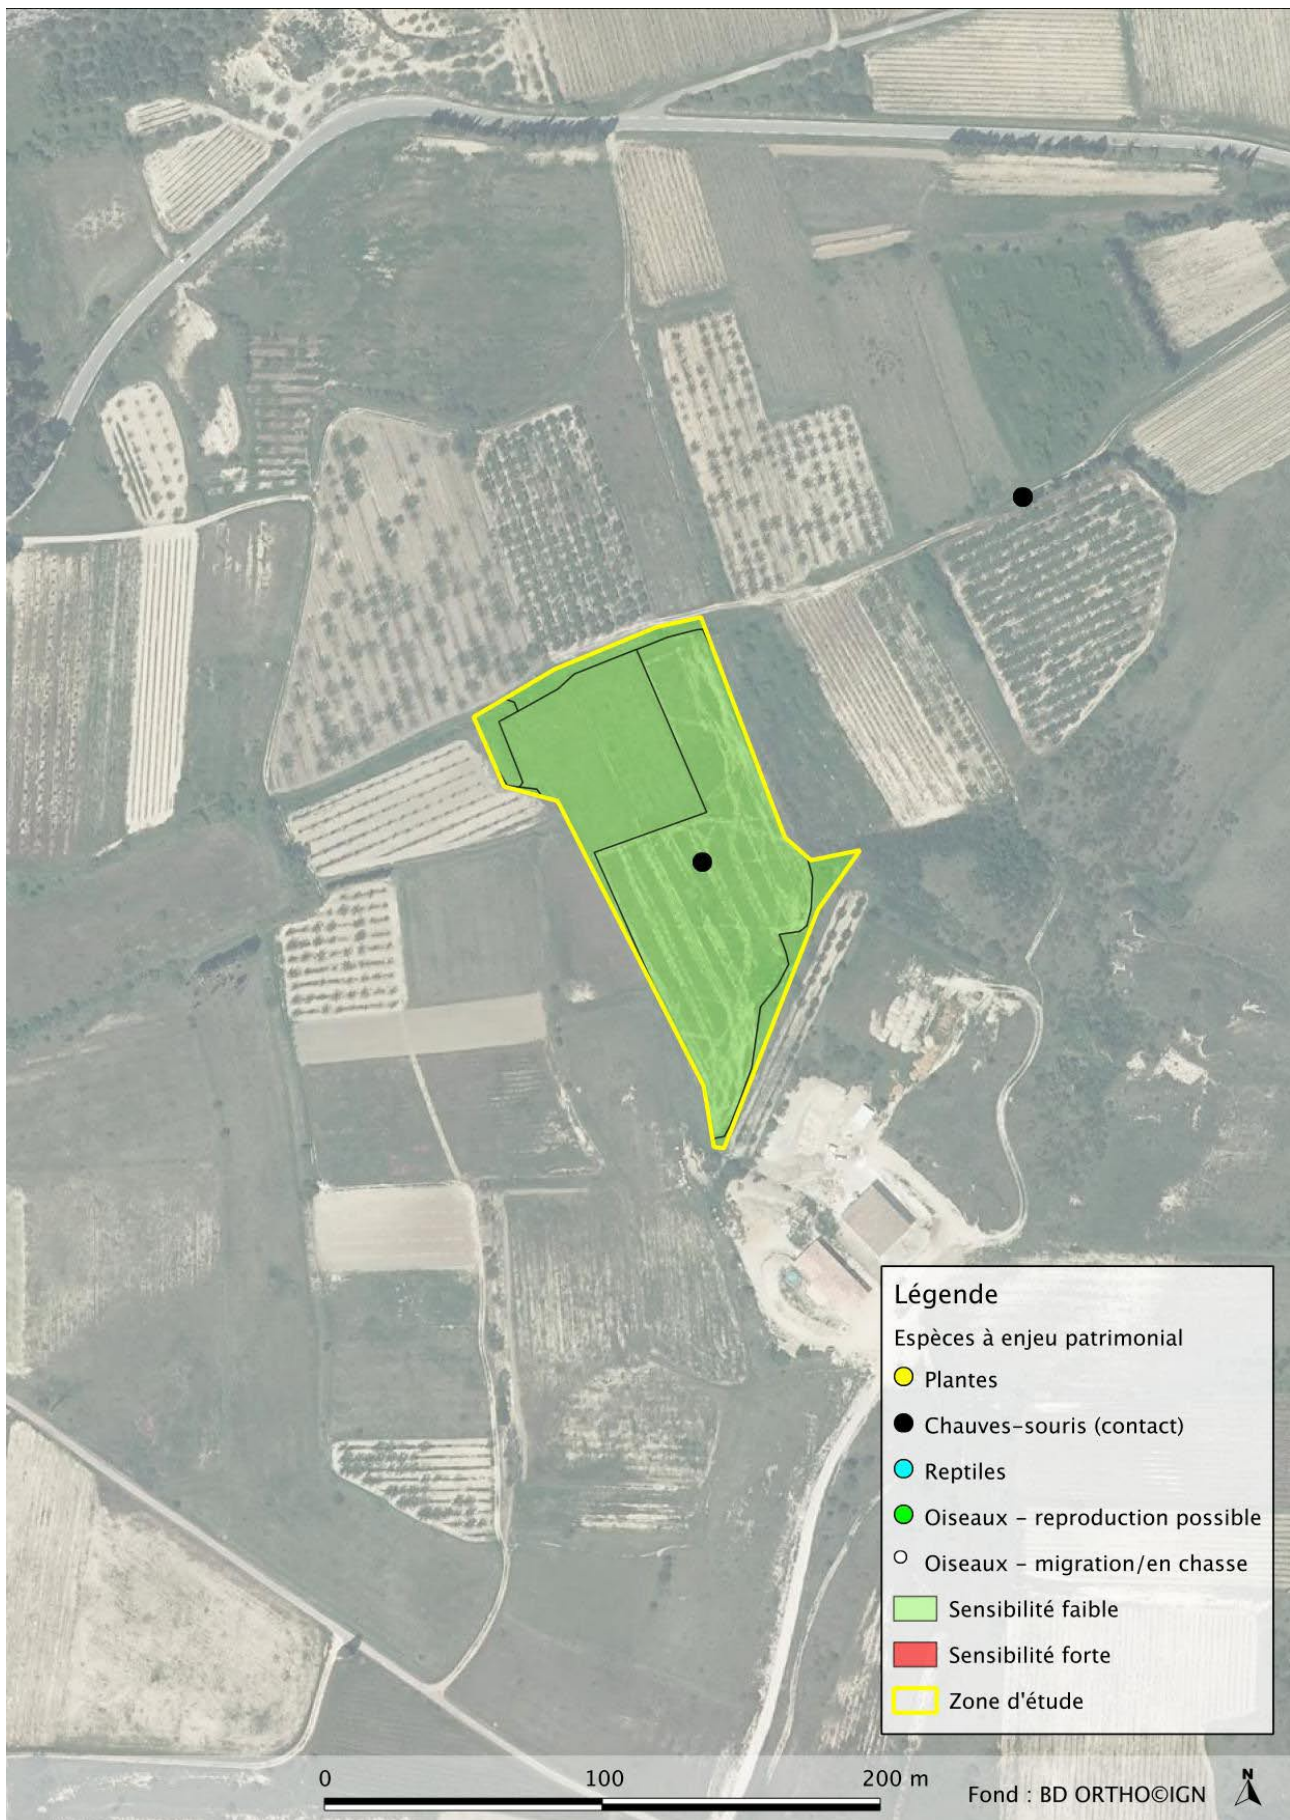 Légende
Espèces à enjeu patrimonial
Plantes
Chauves-souris (contact)
Reptiles
Oiseaux - reproduction possible
Oiseaux - migration/en chasse
Sensibilité faible
Sensibilité forte
Zone d'étude
0 100 200 m
Fond : BD ORTHO©IGN
N